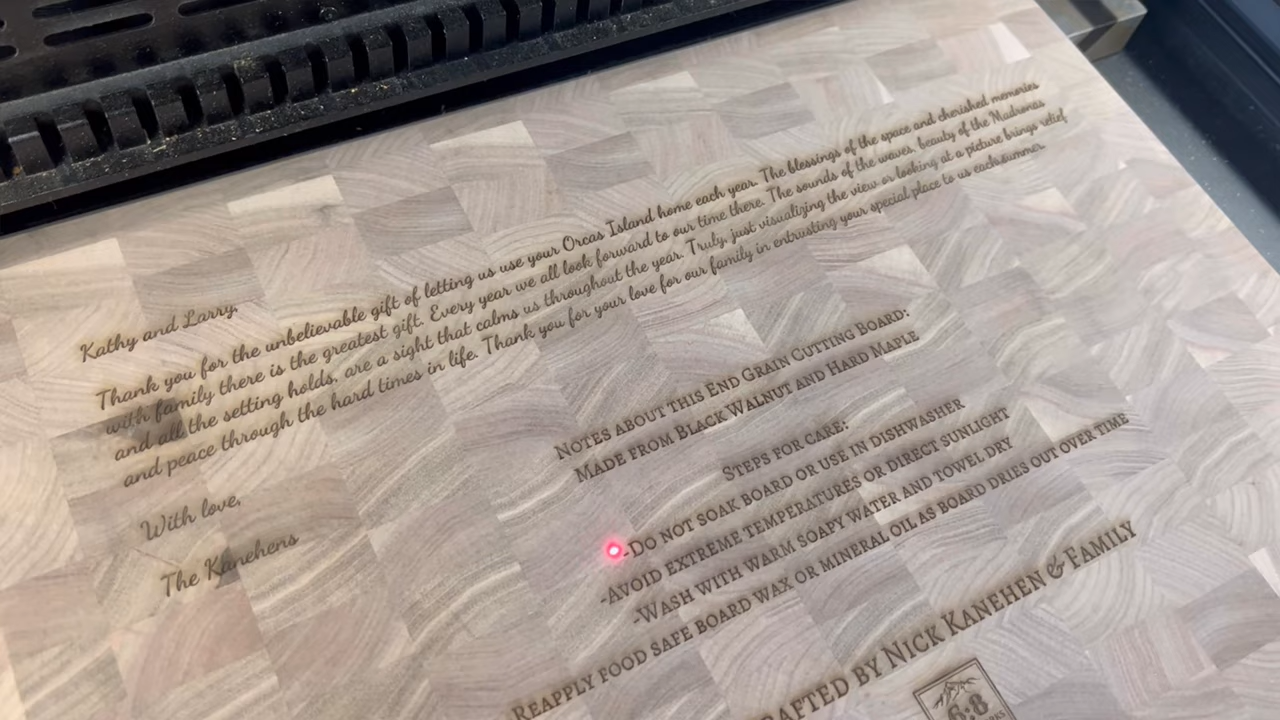 Kathy and Larry,
Thank you for the unbelievable gift of letting us use your Orcas Island home each year. The blessings of the space and cherished memories
with family there is the greatest gift. Every year we all look forward to our time there. The sounds of the waves, beauty of the Madronas
and all the setting holds, are a sight that calms us throughout the year. Truly, just visualizing the view or looking at a picture brings relief
and peace through the hard times in life. Thank you for your love for our family in entrusting your special place to us each summer.
With love,
The Kanehens
Notes about this End Grain Cutting Board:
Made from Black Walnut and Hard Maple
Steps for care:
-Do not soak board or use in dishwasher
-Avoid extreme temperatures or direct sunlight
-Wash with warm soapy water and towel dry
Reapply food safe board wax or mineral oil as board dries out over time
by Nick Kanehen & Family
6:8